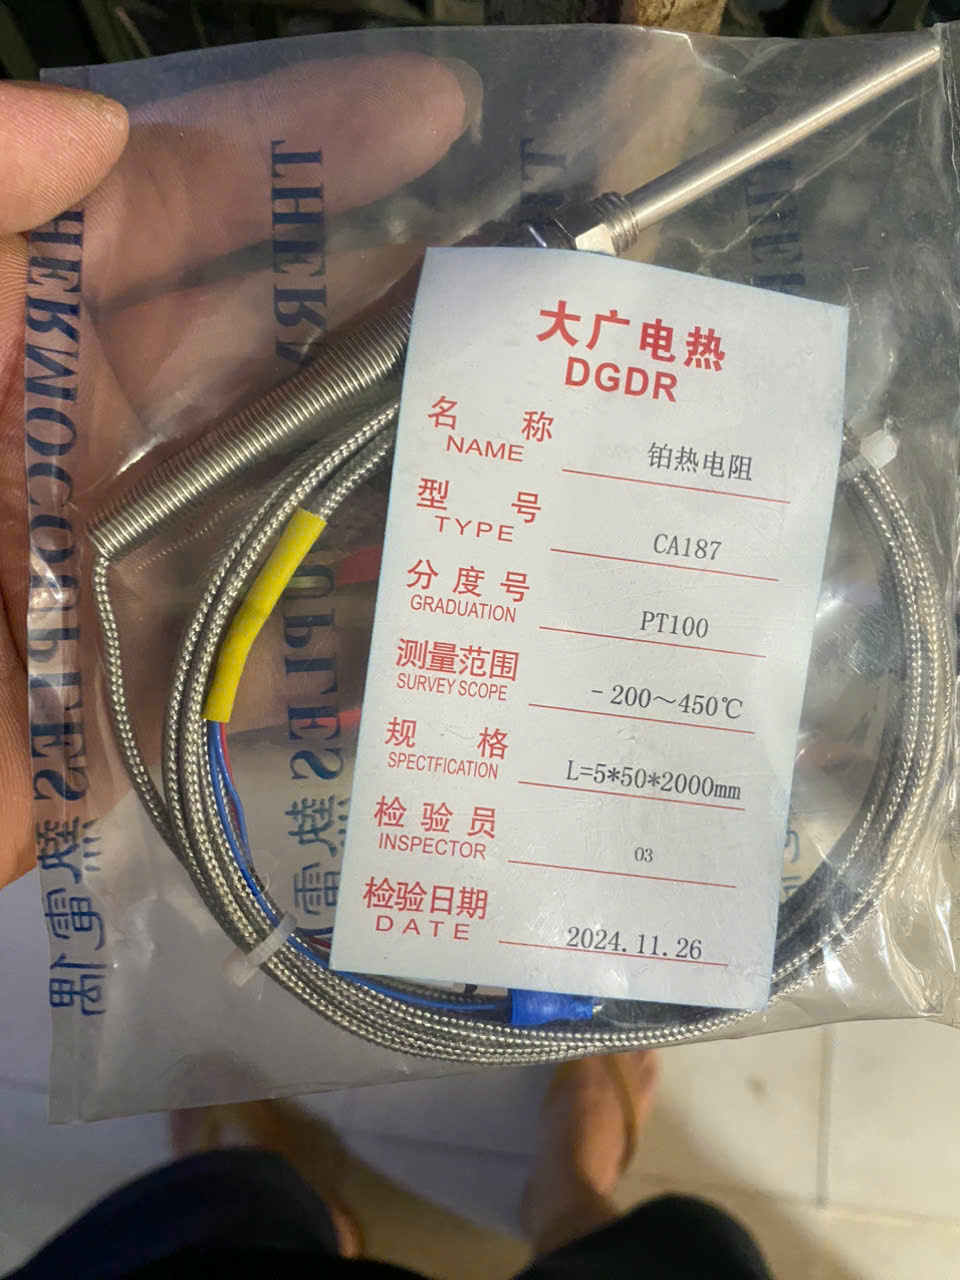 大广电热
DGDR
名 称 铂热电阻
NAME
型 号 CA187
TYPE
分度号 PT100
GRADUATION
测量范围 -200～450℃
SURVEY SCOPE
规 格 L=5*50*2000mm
SPECTFICATION
检验员 03
INSPECTOR
检验日期 2024.11.26
DATE
THERMOCOUPLES